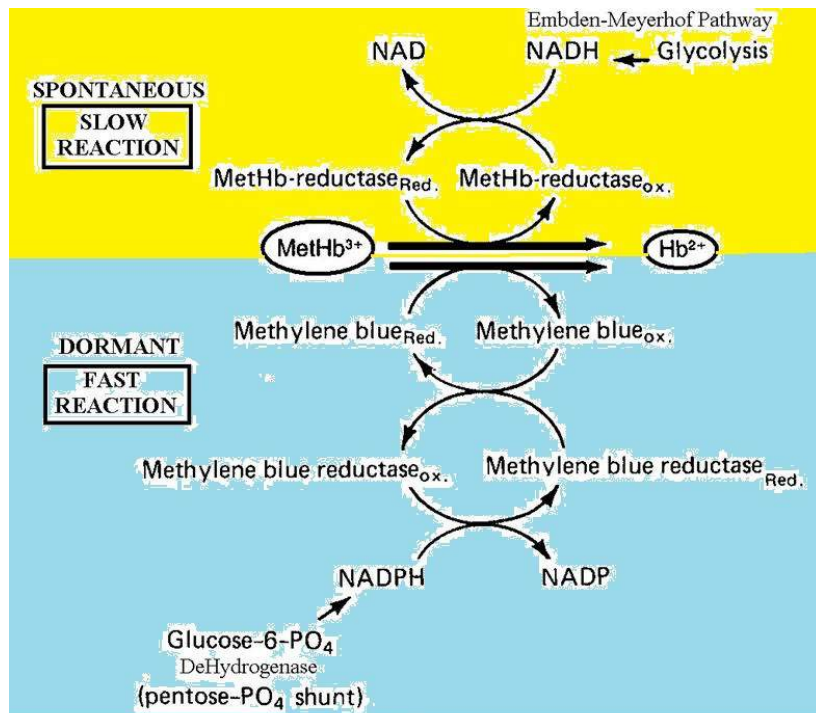 Embden-Meyerhof Pathway
NAD NADH Glycolysis
SPONTANEOUS
SLOW
REACTION
MetHb-reductaseRed. MetHb-reductaseox.
MetHb³⁺ Hb²⁺
Methylene blueRed. Methylene blueox.
DORMANT
FAST
REACTION
Methylene blue reductaseox. Methylene blue reductaseRed.
NADPH NADP
Glucose-6-PO₄
DeHydrogenase
(pentose-PO₄ shunt)